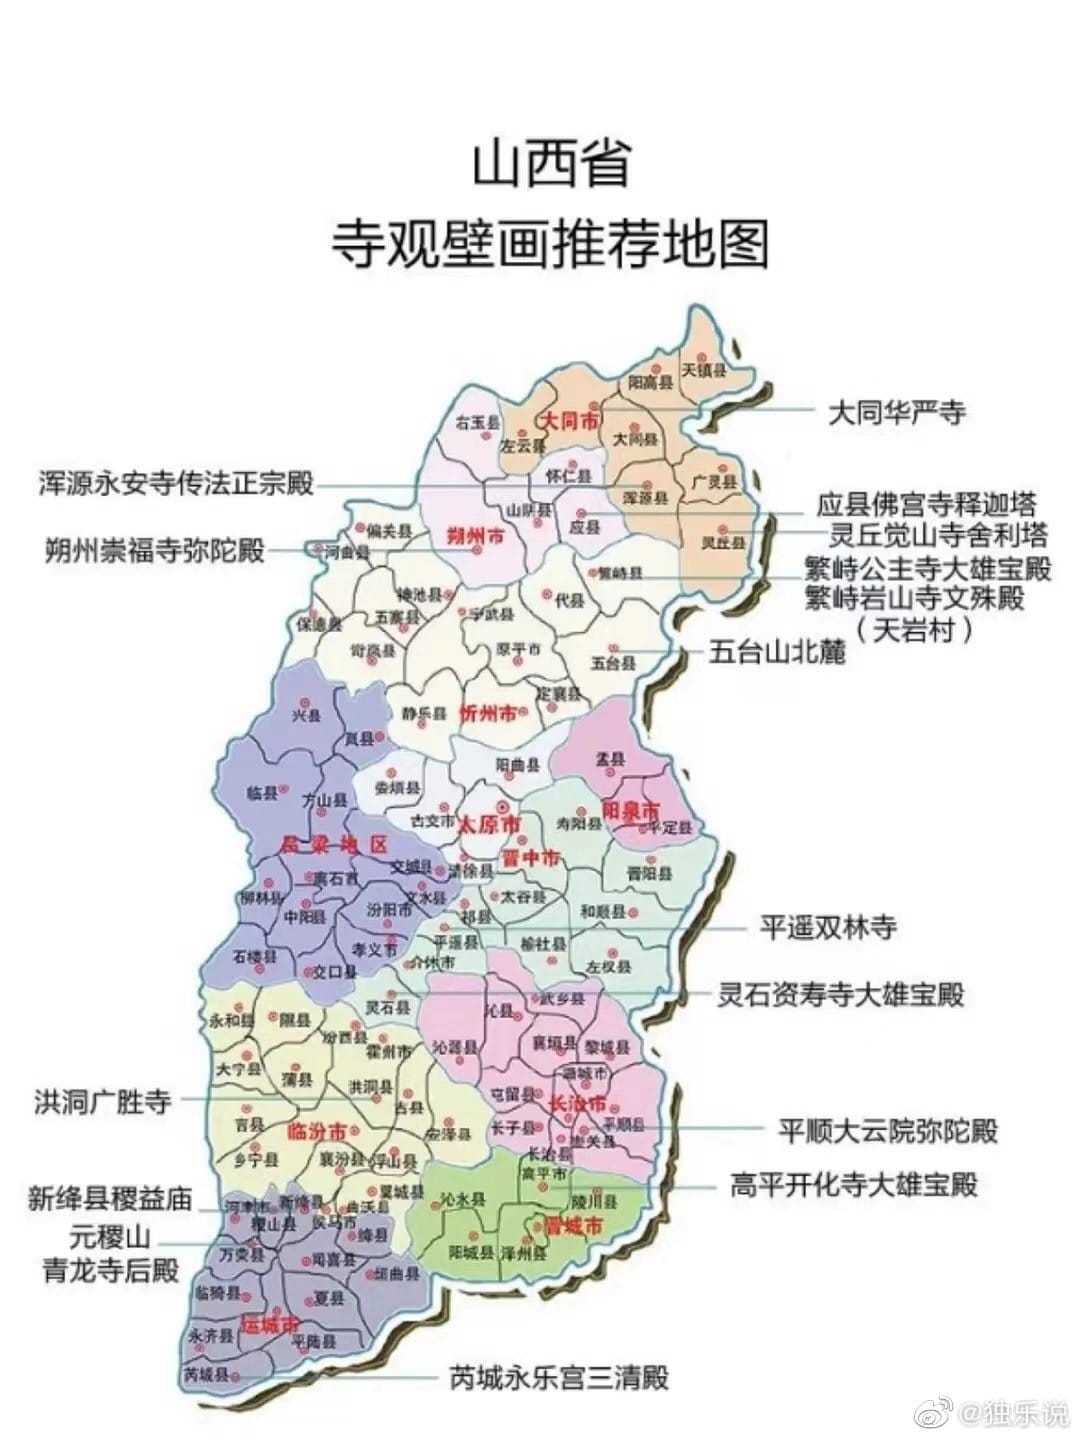 山西省
寺观壁画推荐地图
天镇县
阳高县
大同华严寺
右玉县
大同市
左云县
大同县
怀仁县
广灵县
浑源永安寺传法正宗殿
浑源县
山阴县
应县佛宫寺释迦塔
偏关县
应县
朔州市
灵丘觉山寺舍利塔
灵丘县
朔州崇福寺弥陀殿
河曲县
繁峙公主寺大雄宝殿
繁峙县
神池县
代县
繁峙岩山寺文殊殿
宁武县
五寨县
保德县
(天岩村)
岢岚县
原平市
五台县
五台山北麓
定襄县
兴县
静乐县
忻州市
岚县
盂县
阳曲县
娄烦县
临县
方山县
阳泉市
古交市
太原市
寿阳县
平定县
吕梁地区
晋中市
交城县
清徐县
昔阳县
离石市
柳林县
文水县
太谷县
中阳县
汾阳市
祁县
和顺县
平遥双林寺
平遥县
孝义市
榆社县
石楼县
介休市
左权县
交口县
灵石资寿寺大雄宝殿
武乡县
灵石县
沁县
永和县
隰县
汾西县
霍州市
沁源县
襄垣县
黎城县
大宁县
蒲县
潞城市
洪洞县
屯留县
洪洞广胜寺
古县
长治市
吉县
平顺县
临汾市
安泽县
长子县
平顺大云院弥陀殿
壶关县
乡宁县
襄汾县
浮山县
长治县
高平市
高平开化寺大雄宝殿
翼城县
新绛县稷益庙
河津市
新绛县
曲沃县
沁水县
陵川县
稷山县
侯马市
晋城市
元稷山
绛县
万荣县
阳城县
泽州县
闻喜县
青龙寺后殿
垣曲县
临猗县
夏县
运城市
永济县
平陆县
芮城县
芮城永乐宫三清殿
@独乐说